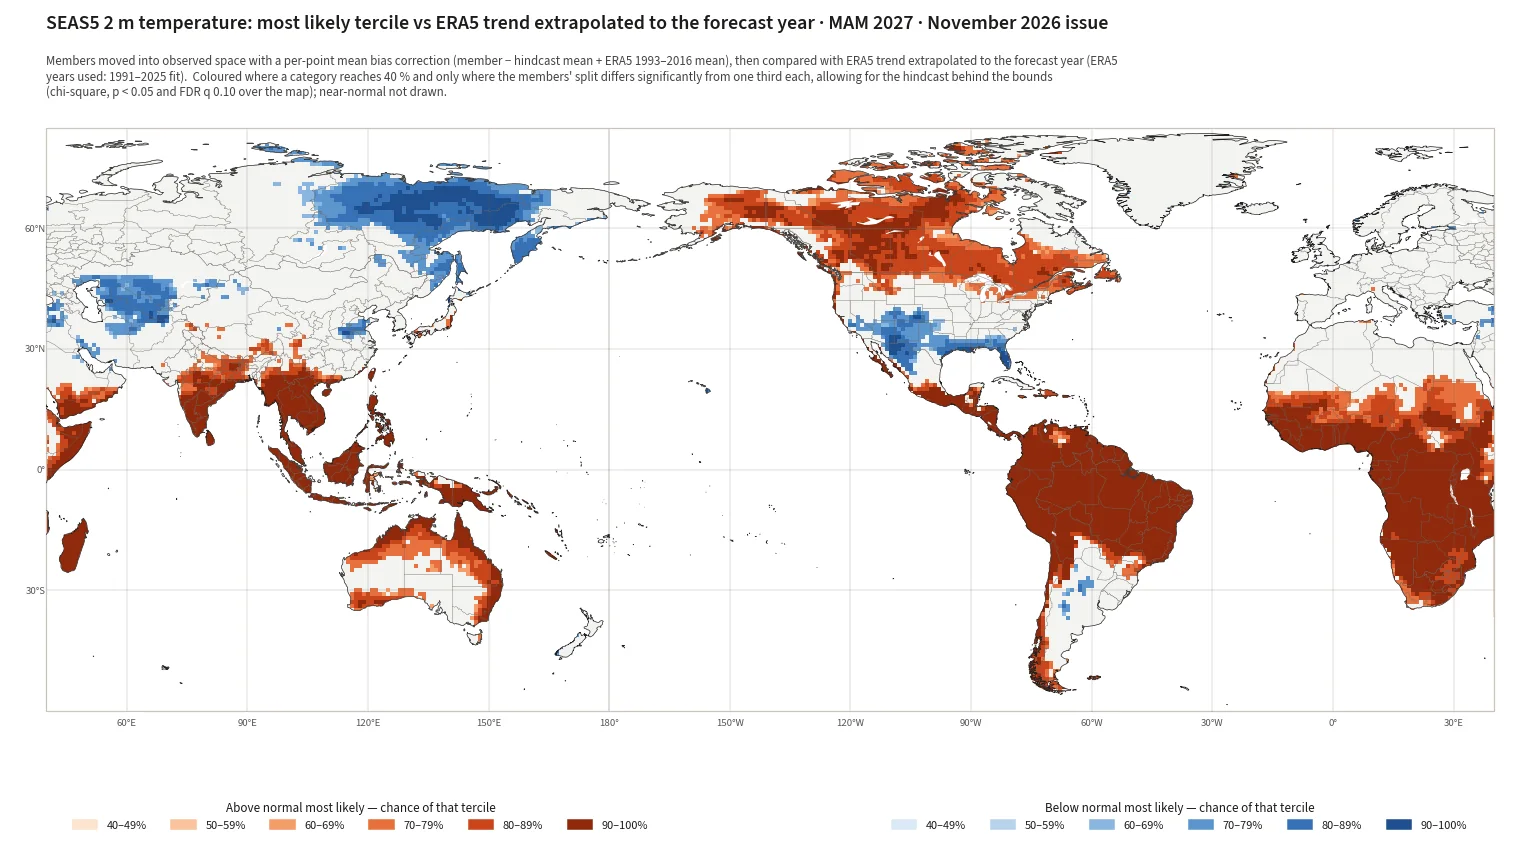 SEAS5 2 m temperature: most likely tercile vs ERA5 trend extrapolated to the forecast year · MAM 2027 · November 2026 issue
Members moved into observed space with a per-point mean bias correction (member − hindcast mean + ERA5 1993–2016 mean), then compared with ERA5 trend extrapolated to the forecast year (ERA5
years used: 1991–2025 fit). Coloured where a category reaches 40 % and only where the members' split differs significantly from one third each, allowing for the hindcast behind the bounds
(chi-square, p < 0.05 and FDR q 0.10 over the map); near-normal not drawn.
60°N
30°N
0°
30°S
60°E 90°E 120°E 150°E 180° 150°W 120°W 90°W 60°W 30°W 0° 30°E
Above normal most likely — chance of that tercile
40–49% 50–59% 60–69% 70–79% 80–89% 90–100%
Below normal most likely — chance of that tercile
40–49% 50–59% 60–69% 70–79% 80–89% 90–100%